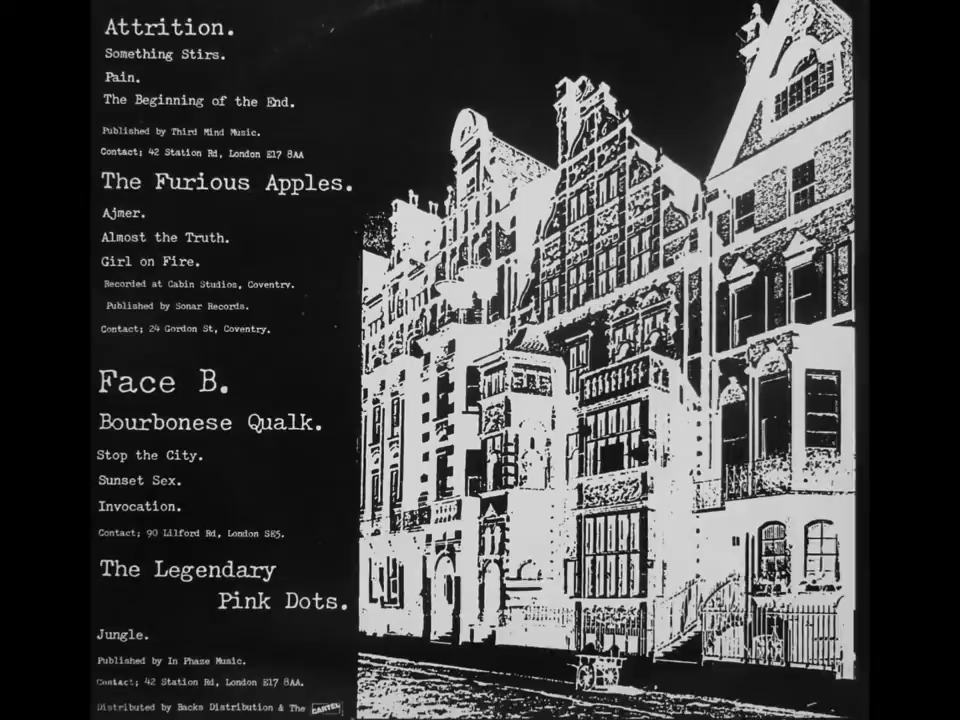 Attrition.
Something Stirs.
Pain.
The Beginning of the End.
Published by Third Mind Music.
Contact; 42 Station Rd, London E17 8AA
The Furious Apples.
Ajmer.
Almost the Truth.
Girl on Fire.
Recorded at Cabin Studios, Coventry.
Published by Sonar Records.
Contact; 24 Gordon St, Coventry.
Face B.
Bourbonese Qualk.
Stop the City.
Sunset Sex.
Invocation.
Contact; 90 Lilford Rd, London SE5.
The Legendary
Pink Dots.
Jungle.
Published by In Phaze Music.
Contact; 42 Station Rd, London E17 8AA.
Distributed by Backs Distribution & The CARTEL